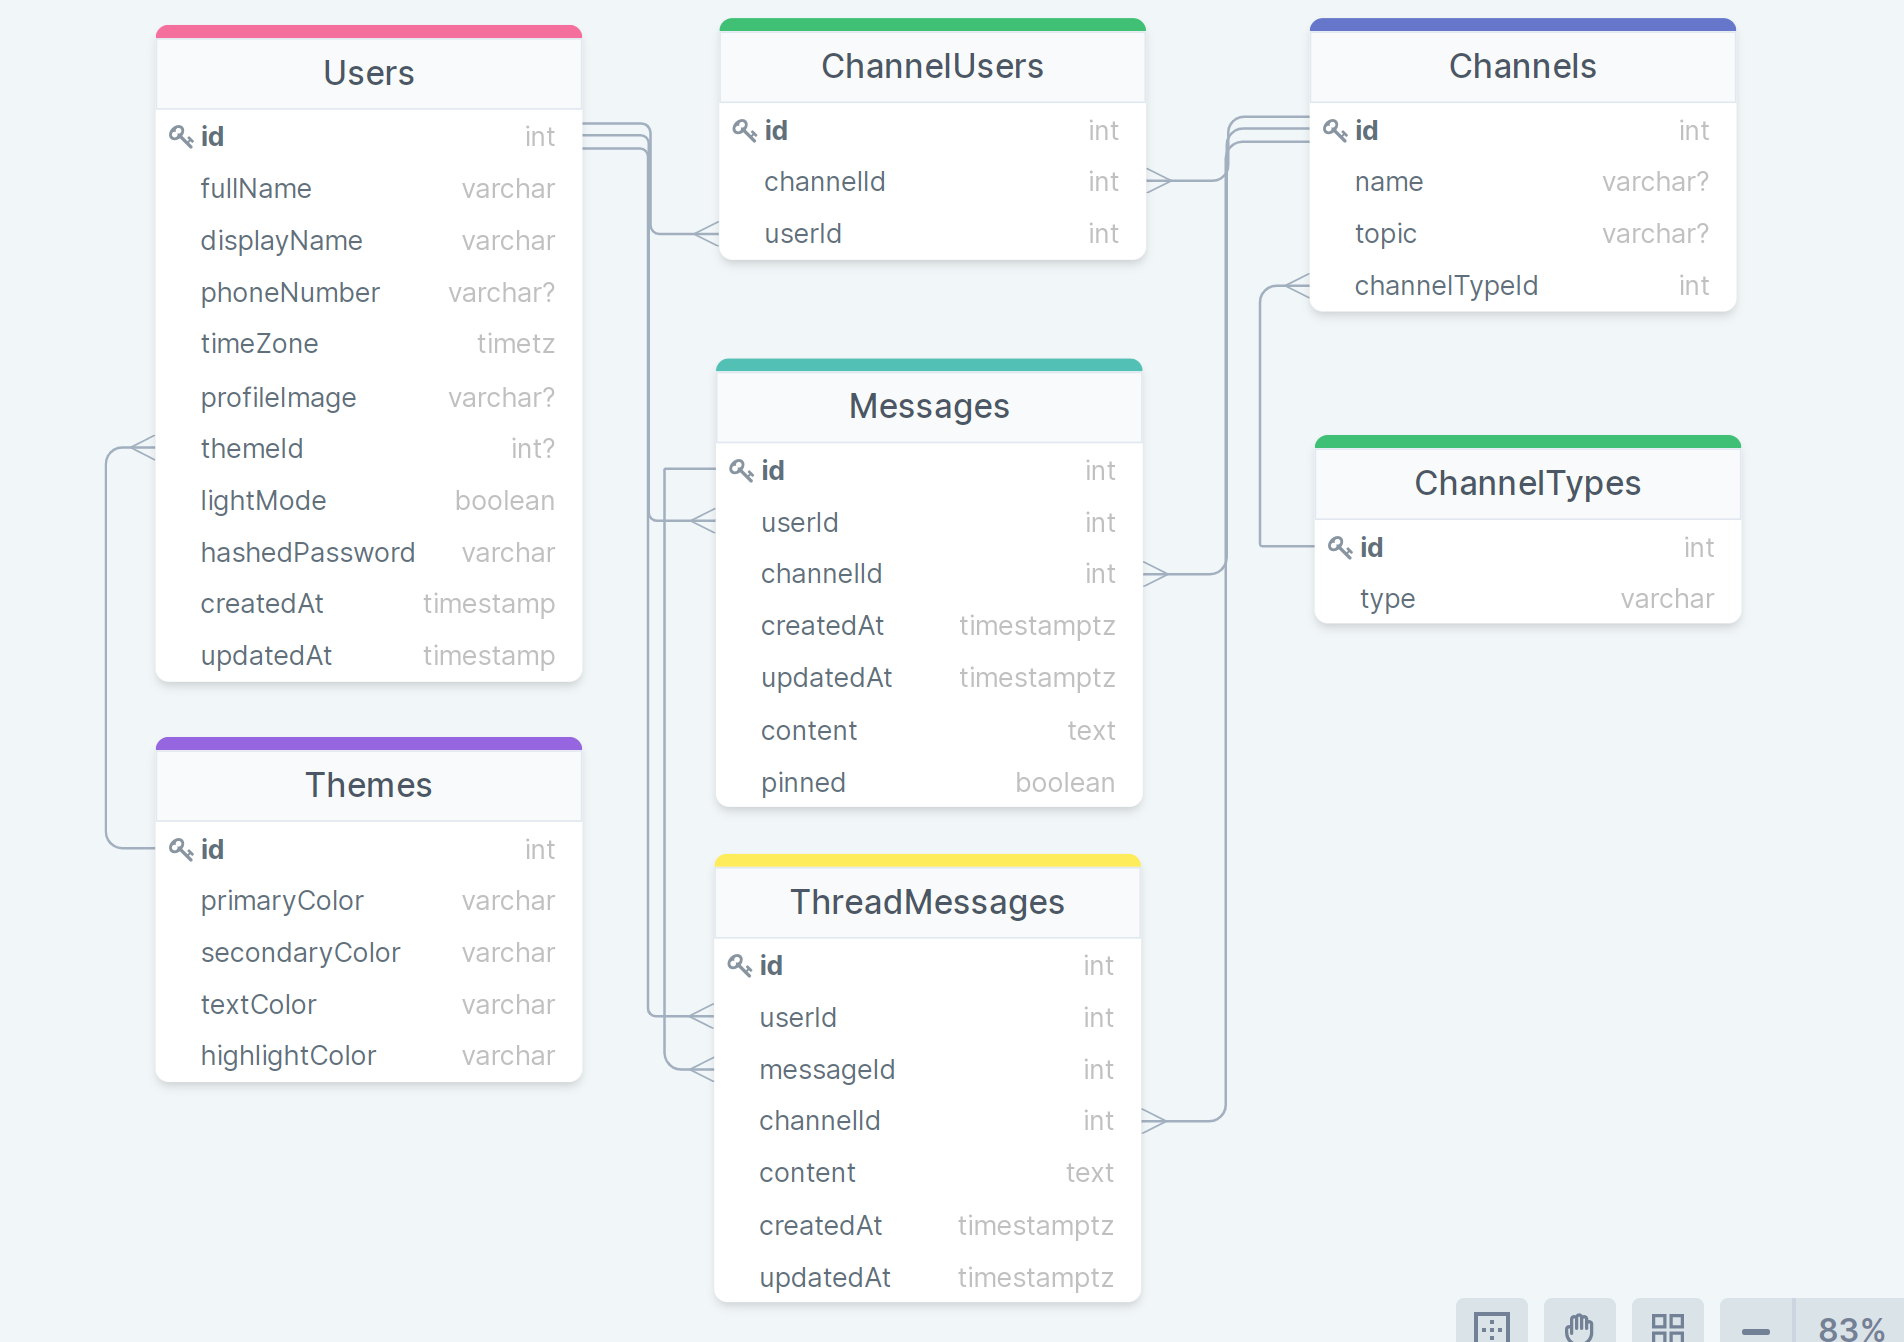 Users
id int
fullName varchar
displayName varchar
phoneNumber varchar?
timeZone timetz
profileImage varchar?
themeId int?
lightMode boolean
hashedPassword varchar
createdAt timestamp
updatedAt timestamp
Themes
id int
primaryColor varchar
secondaryColor varchar
textColor varchar
highlightColor varchar
ChannelUsers
id int
channelId int
userId int
Messages
id int
userId int
channelId int
createdAt timestamptz
updatedAt timestamptz
content text
pinned boolean
ThreadMessages
id int
userId int
messageId int
channelId int
content text
createdAt timestamptz
updatedAt timestamptz
Channels
id int
name varchar?
topic varchar?
channelTypeId int
ChannelTypes
id int
type varchar
83%